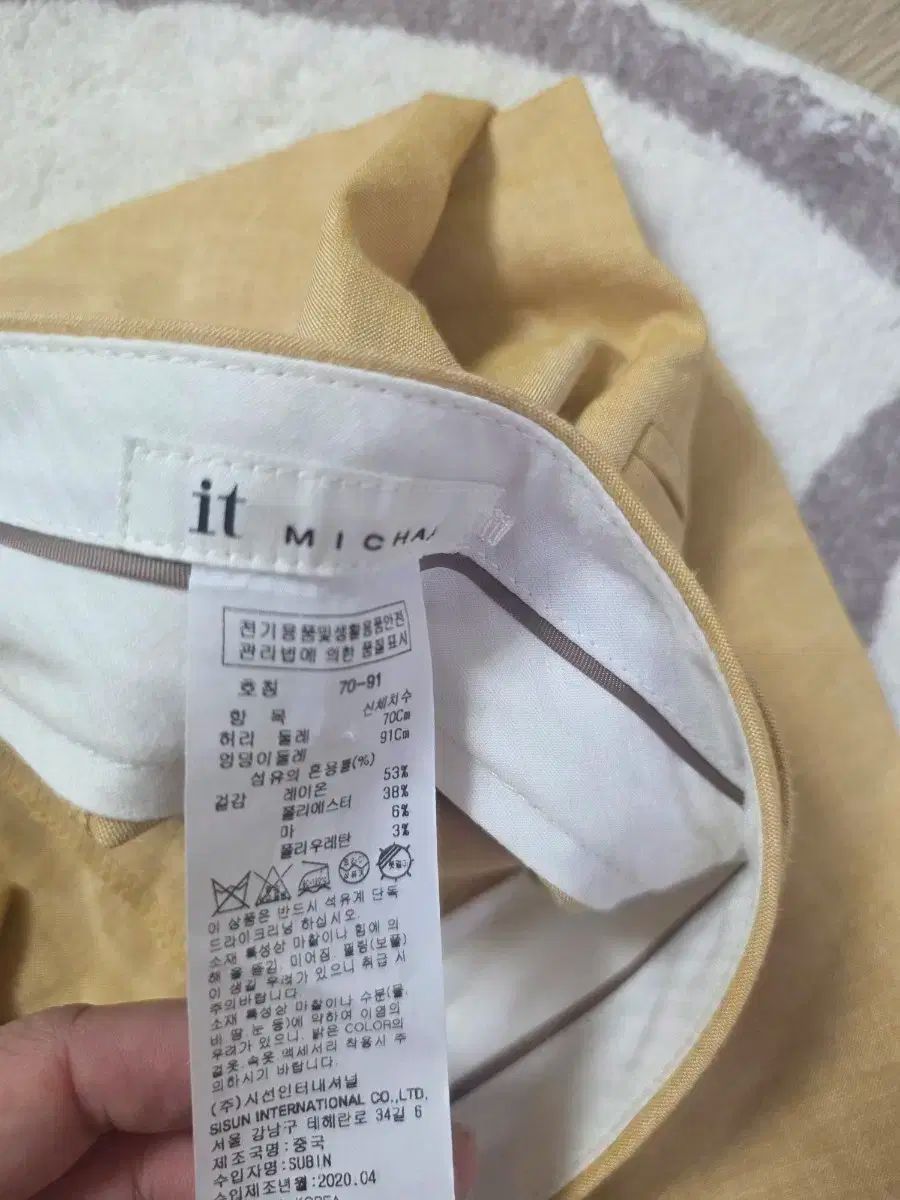 it MICHA
전기용품및생활용품안전
관리법에 의한 품질표시
호칭 70-91
항 목 신체치수
허리 둘레 70Cm
엉덩이둘레 91Cm
섬유의 혼용률(%)
겉감 레이온 53%
폴리에스터 38%
마 6%
폴리우레탄 3%
이 상품은 반드시 석유계 단독
드라이크리닝 하십시오.
소재 특성상 마찰이나 힘에 의
해 올 뜯김, 미어짐, 필링(보풀)
이 생길 우려가 있으니 취급 시
주의바랍니다.
소재 특성상 마찰이나 수분(물,
비,땀,눈 등)에 약하여 이염의
우려가 있으니, 밝은 COLOR의
겉옷,속옷,액세서리 착용시 주
의하시기 바랍니다.
(주)시선인터내셔널
SISUN INTERNATIONAL CO.,LTD.
서울 강남구 테헤란로 34길 6
제조국명:중국
수입자명:SUBIN
수입제조년월:2020.04
KOREA